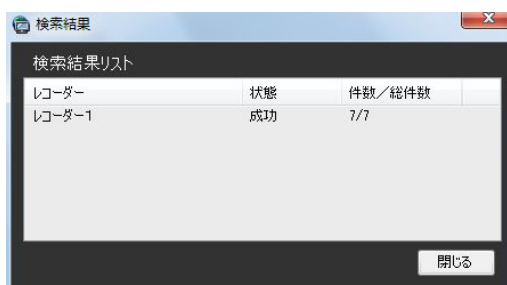 検索結果
検索結果リスト
レコーダー 状態 件数／総件数
レコーダー1 成功 7/7
閉じる